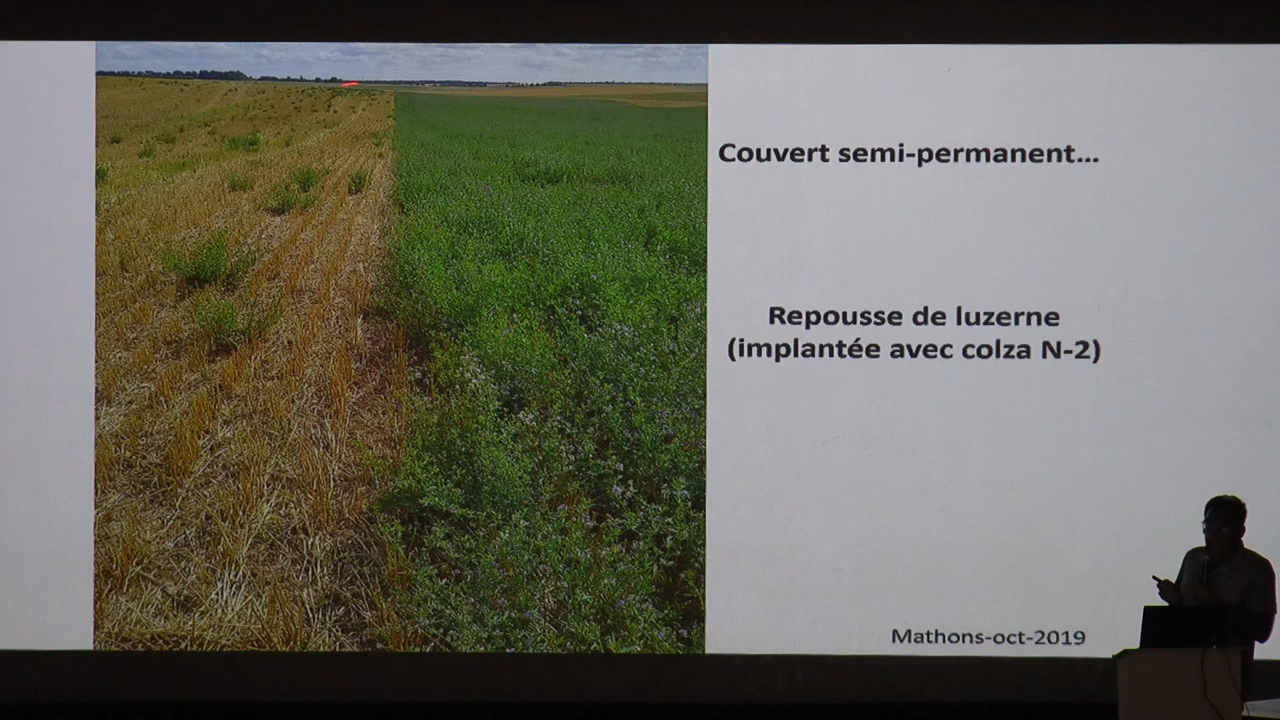 Couvert semi-permanent...
Repousse de luzerne
(implantée avec colza N-2)
Mathons-oct-2019